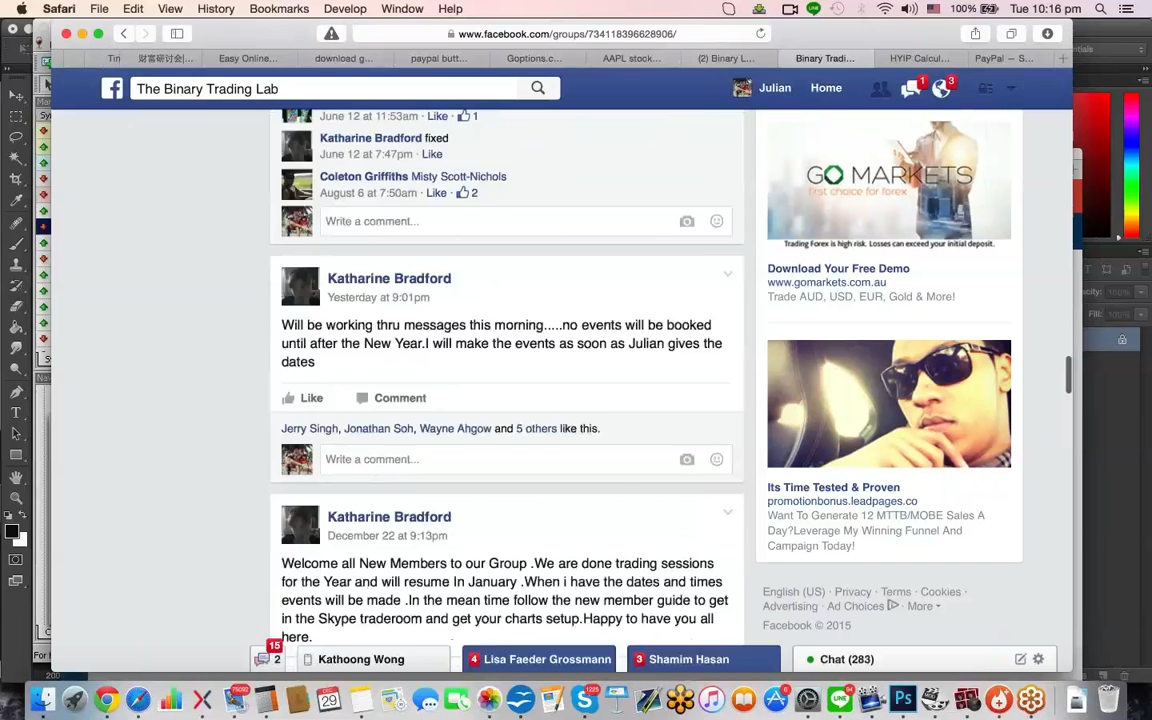 Safari File Edit View History Bookmarks Develop Window Help 100% Tue 10:16 pm
www.facebook.com/groups/734118396628906/
Tin 財富研讨会|... Easy Online... download g... paypal butt... Goptions.c... AAPL stock... (2) Binary L... Binary Tradi... HYIP Calcul... PayPal – S...
The Binary Trading Lab Julian Home 1 3
June 12 at 11:53am · Like · 1
Katharine Bradford fixed
June 12 at 7:47pm · Like
Coleton Griffiths Misty Scott-Nichols
August 6 at 7:50am · Like · 2
Write a comment...
Katharine Bradford
Yesterday at 9:01pm
Will be working thru messages this morning.....no events will be booked
until after the New Year.I will make the events as soon as Julian gives the
dates
Like Comment
Jerry Singh, Jonathan Soh, Wayne Ahgow and 5 others like this.
Write a comment...
Katharine Bradford
December 22 at 9:13pm
Welcome all New Members to our Group .We are done trading sessions
for the Year and will resume In January .When i have the dates and times
events will be made .In the mean time follow the new member guide to get
in the Skype traderoom and get your charts setup.Happy to have you all
here.
GO MARKETS
first choice for forex
Trading Forex is high risk. Losses can exceed your initial deposit.
Download Your Free Demo
www.gomarkets.com.au
Trade AUD, USD, EUR, Gold & More!
Its Time Tested & Proven
promotionbonus.leadpages.co
Want To Generate 12 MTTB/MOBE Sales A
Day?Leverage My Winning Funnel And
Campaign Today!
English (US) · Privacy · Terms · Cookies ·
Advertising · Ad Choices · More
Facebook © 2015
15 2 Kathoong Wong 4 Lisa Faeder Grossmann 3 Shamim Hasan Chat (283)
200